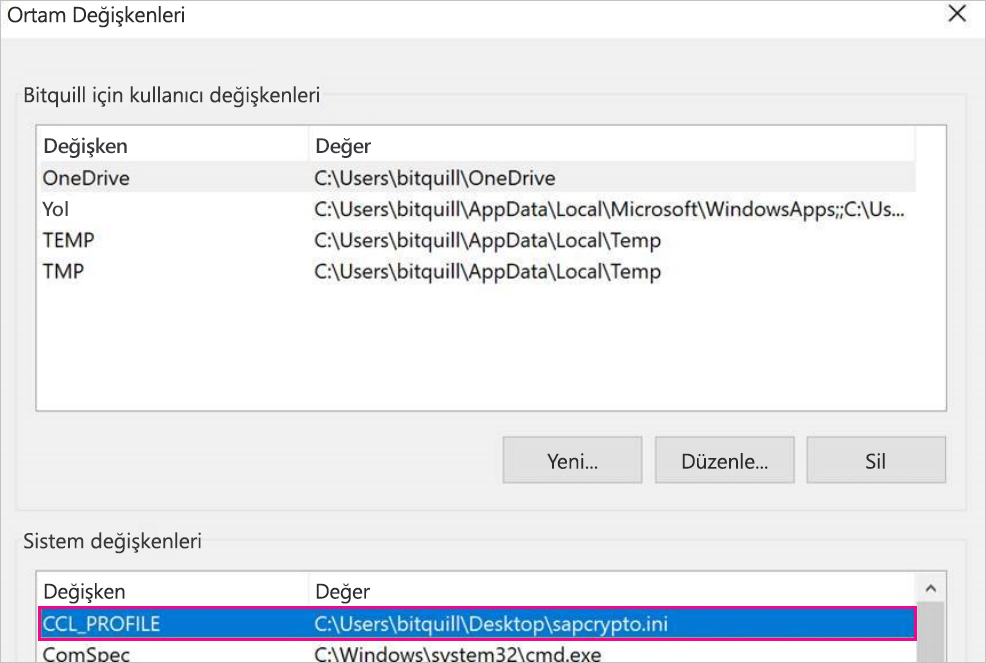 Ortam Değişkenleri
Bitquill için kullanıcı değişkenleri
Değişken Değer
OneDrive C:\Users\bitquill\OneDrive
Yol C:\Users\bitquill\AppData\Local\Microsoft\WindowsApps;;C:\Us...
TEMP C:\Users\bitquill\AppData\Local\Temp
TMP C:\Users\bitquill\AppData\Local\Temp
Yeni... Düzenle... Sil
Sistem değişkenleri
Değişken Değer
CCL_PROFILE C:\Users\bitquill\Desktop\sapcrypto.ini
ComSpec C:\Windows\system32\cmd.exe